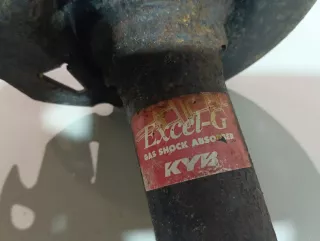 Excel-G
GAS SHOCK ABSORBER
KYB